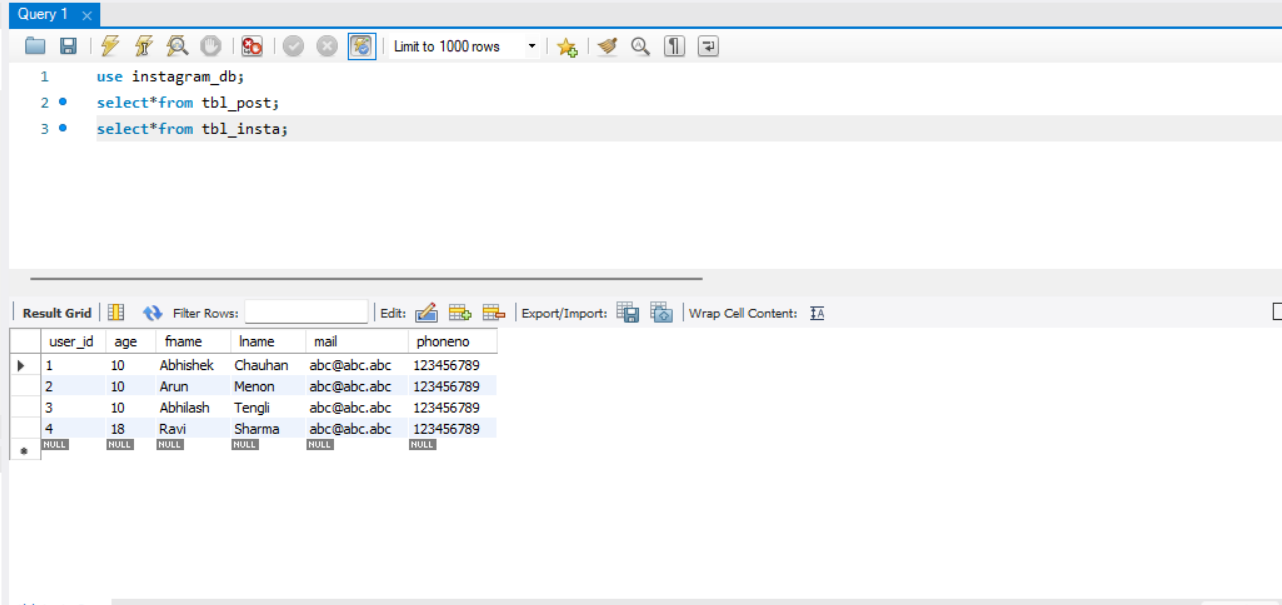 Query 1
Limit to 1000 rows
1 use instagram_db;
2 select*from tbl_post;
3 select*from tbl_insta;
Result Grid Filter Rows: Edit: Export/Import: Wrap Cell Content:
user_id age fname lname mail phoneno
1 10 Abhishek Chauhan abc@abc.abc 123456789
2 10 Arun Menon abc@abc.abc 123456789
3 10 Abhilash Tengli abc@abc.abc 123456789
4 18 Ravi Sharma abc@abc.abc 123456789
NULL NULL NULL NULL NULL NULL